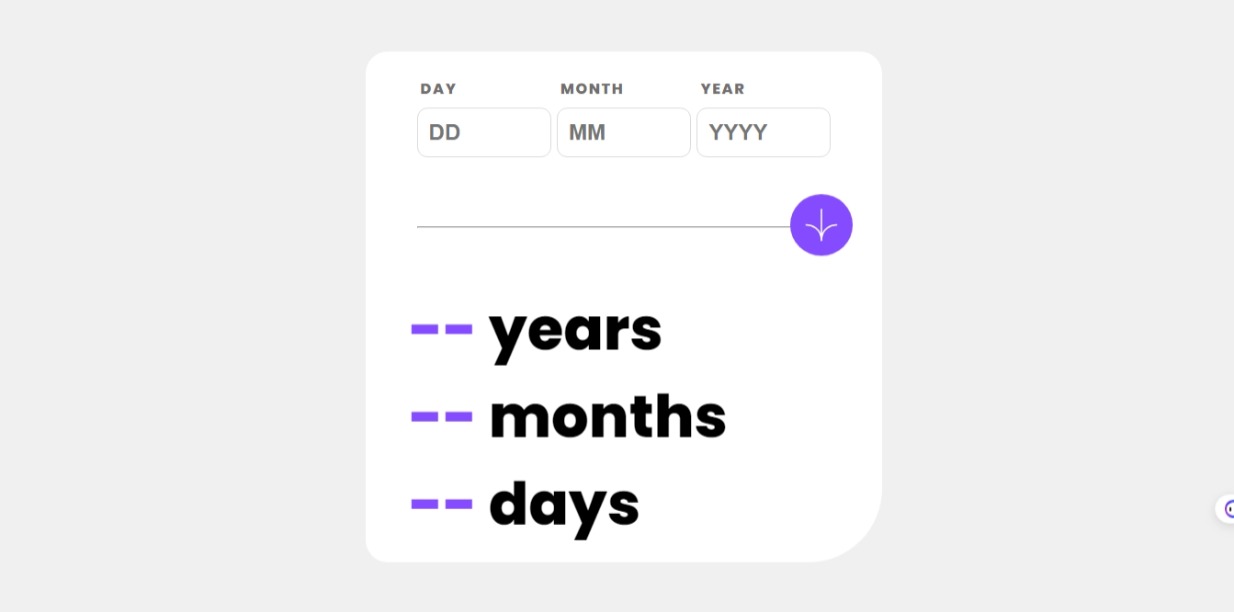 DAY MONTH YEAR
DD MM YYYY
-- years
-- months
-- days